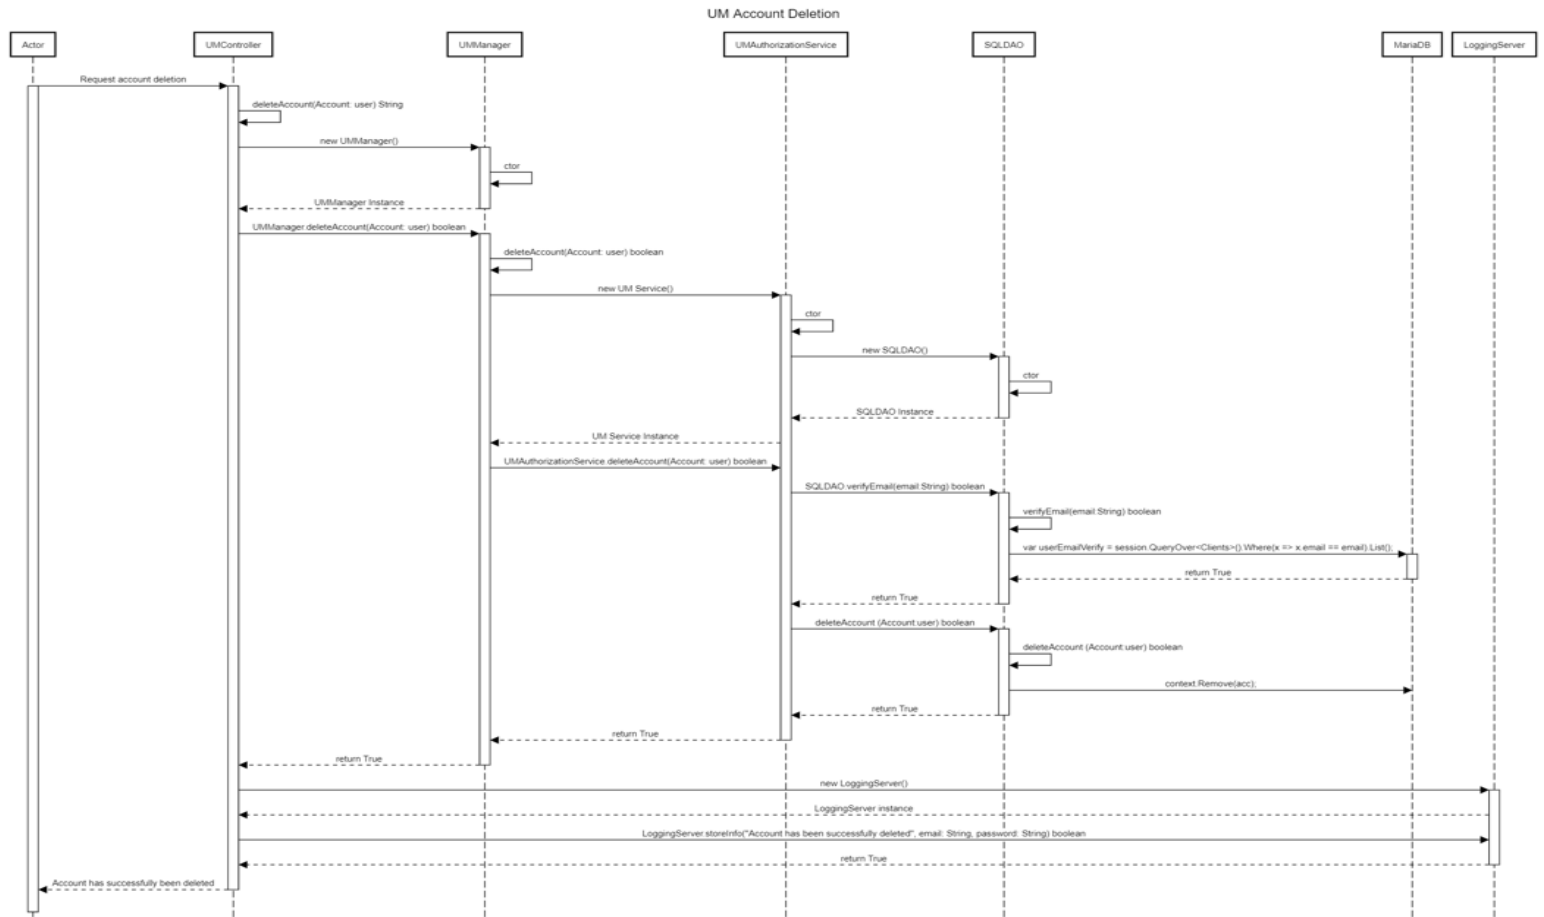 UM Account Deletion
Actor
UMController
UMManager
UMAuthorizationService
SQLDAO
MariaDB
LoggingServer
Request account deletion
deleteAccount(Account: user) String
new UMManager()
ctor
UMManager Instance
UMManager.deleteAccount(Account: user) boolean
deleteAccount(Account: user) boolean
new UM Service()
ctor
new SQLDAO()
ctor
SQLDAO Instance
UM Service Instance
UMAuthorizationService.deleteAccount(Account: user) boolean
SQLDAO.verifyEmail(email:String) boolean
verifyEmail(email:String) boolean
var userEmailVerify = session.QueryOver<Clients>().Where(x => x.email == email).List();
return True
return True
deleteAccount (Account:user) boolean
deleteAccount (Account:user) boolean
context.Remove(acc);
return True
return True
return True
new LoggingServer()
LoggingServer instance
LoggingServer.storeInfo("Account has been successfully deleted", email: String, password: String) boolean
return True
Account has successfully been deleted